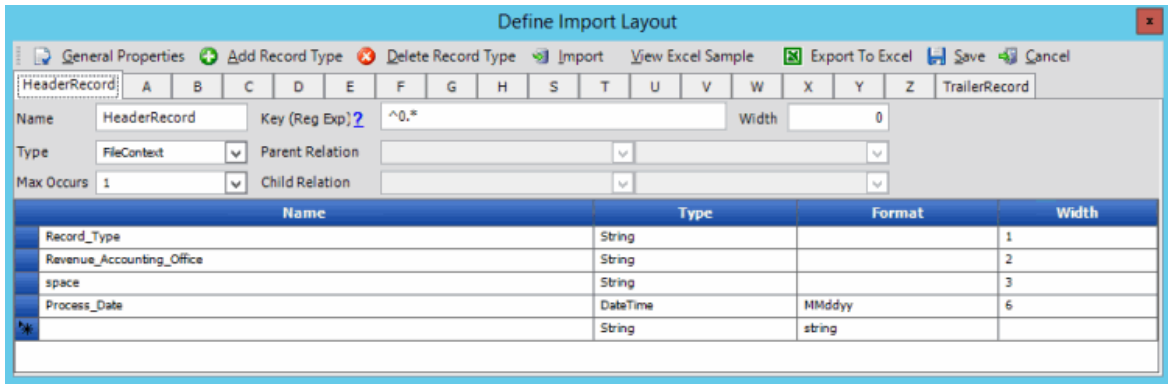 Define Import Layout x
General Properties Add Record Type Delete Record Type Import View Excel Sample Export To Excel Save Cancel
HeaderRecord A B C D E F G H S T U V W X Y Z TrailerRecord
Name HeaderRecord Key (Reg Exp)? ^0.* Width 0
Type FileContext Parent Relation
Max Occurs 1 Child Relation
Name Type Format Width
Record_Type String 1
Revenue_Accounting_Office String 2
space String 3
Process_Date DateTime MMddyy 6
String string